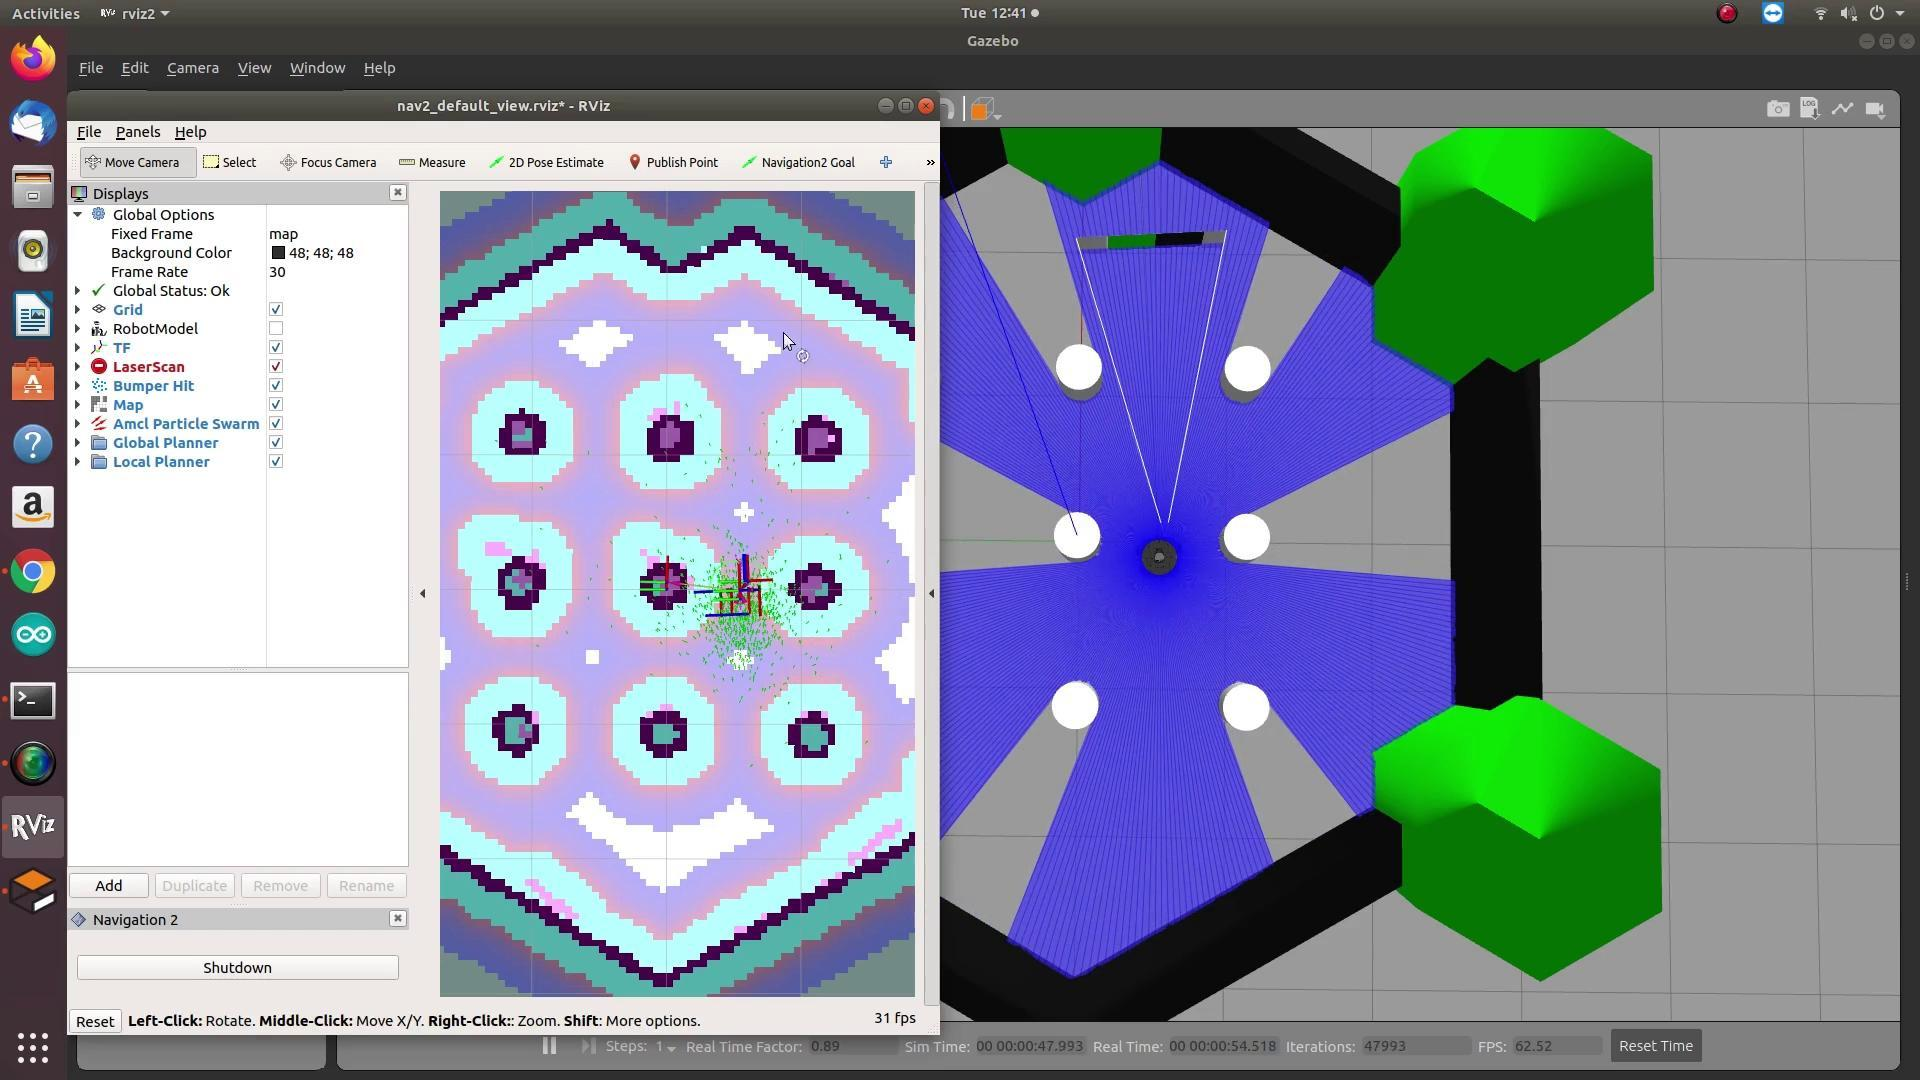 Activities
rviz2
Tue 12:41
Gazebo
File Edit Camera View Window Help
nav2_default_view.rviz* - RViz
File Panels Help
Move Camera Select Focus Camera Measure 2D Pose Estimate Publish Point Navigation2 Goal »
LOG
Displays
Global Options
Fixed Frame map
Background Color 48; 48; 48
Frame Rate 30
Global Status: Ok
Grid
RobotModel
TF
LaserScan
Bumper Hit
Map
Amcl Particle Swarm
Global Planner
Local Planner
RViz
Add Duplicate Remove Rename
Navigation 2
Shutdown
Reset Left-Click: Rotate. Middle-Click: Move X/Y. Right-Click:: Zoom. Shift: More options. 31 fps
Steps: 1 Real Time Factor: 0.89 Sim Time: 00 00:00:47.993 Real Time: 00 00:00:54.518 Iterations: 47993 FPS: 62.52 Reset Time